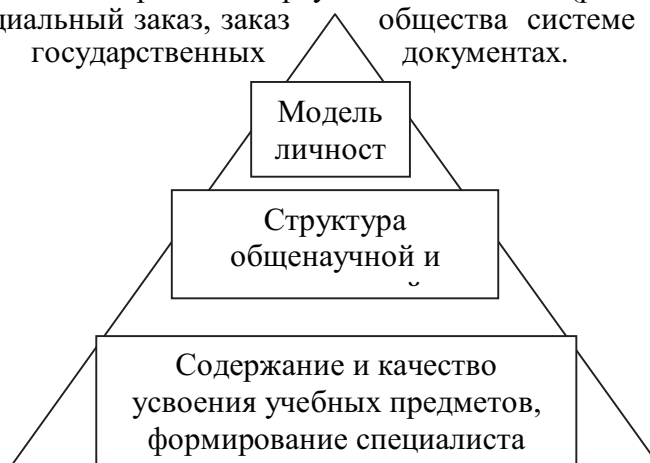 циальный заказ, заказ общества системе
государственных документах.
Модель
личност
Структура
общенаучной и
Содержание и качество
усвоения учебных предметов,
формирование специалиста